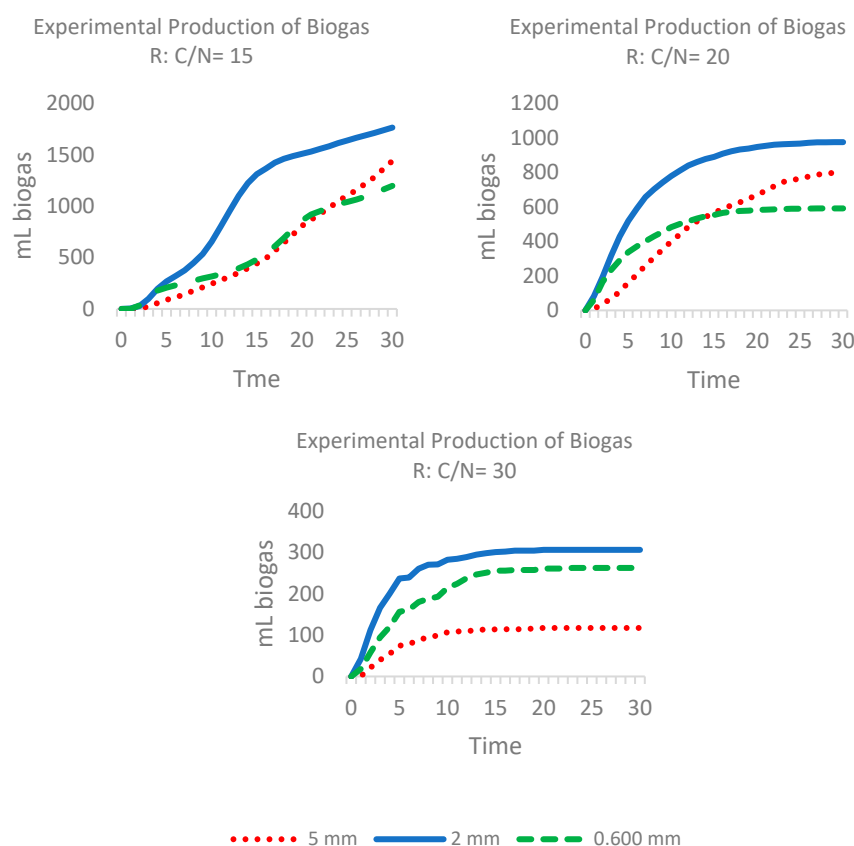 Experimental Production of Biogas
R: C/N= 15
2000
1500
1000
500
0
mL biogas
0 5 10 15 20 25 30
Tme
Experimental Production of Biogas
R: C/N= 20
1200
1000
800
600
400
200
0
mL biogas
0 5 10 15 20 25 30
Time
Experimental Production of Biogas
R: C/N= 30
400
300
200
100
0
mL biogas
0 5 10 15 20 25 30
Time
5 mm 2 mm 0.600 mm